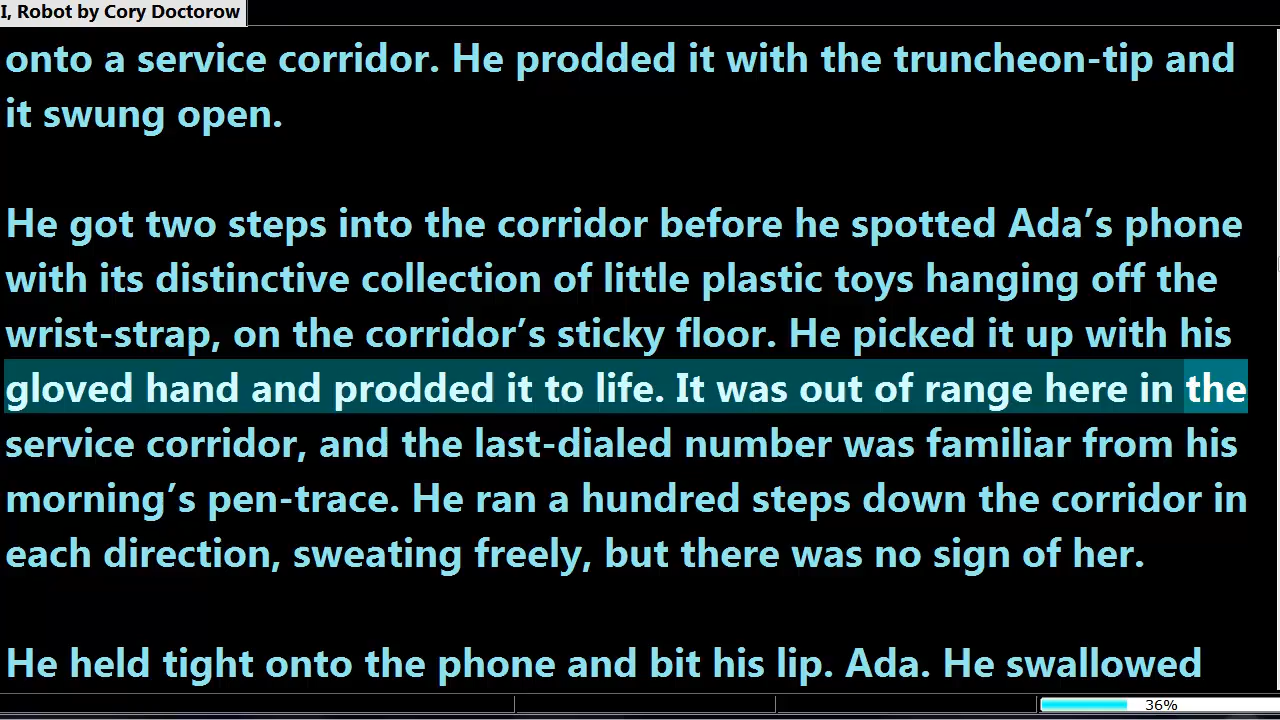 I, Robot by Cory Doctorow
onto a service corridor. He prodded it with the truncheon-tip and
it swung open.
He got two steps into the corridor before he spotted Ada’s phone
with its distinctive collection of little plastic toys hanging off the
wrist-strap, on the corridor’s sticky floor. He picked it up with his
gloved hand and prodded it to life. It was out of range here in the
service corridor, and the last-dialed number was familiar from his
morning’s pen-trace. He ran a hundred steps down the corridor in
each direction, sweating freely, but there was no sign of her.
He held tight onto the phone and bit his lip. Ada. He swallowed
36%